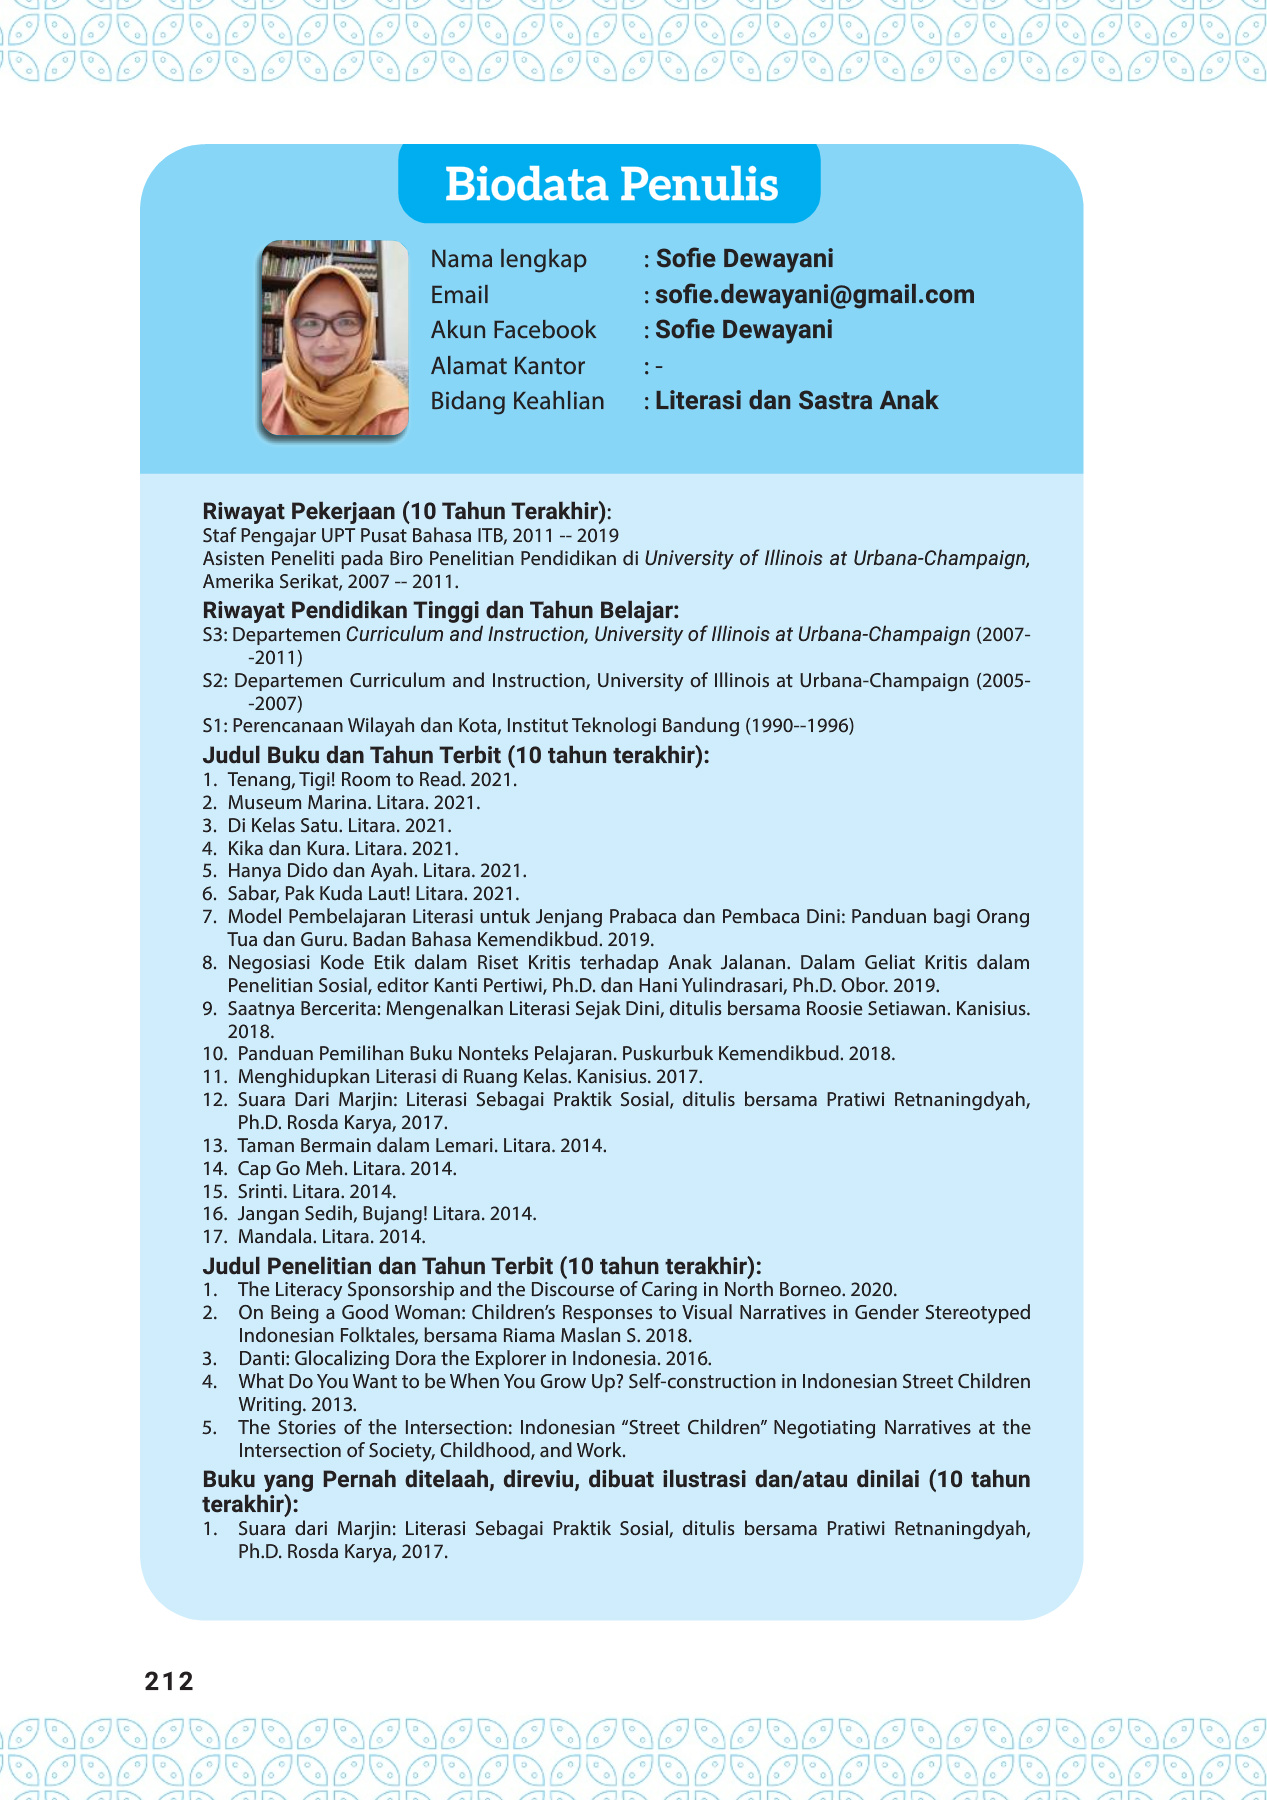 Biodata Penulis
Nama lengkap : Sofie Dewayani
Email : sofie.dewayani@gmail.com
Akun Facebook : Sofie Dewayani
Alamat Kantor : -
Bidang Keahlian : Literasi dan Sastra Anak
Riwayat Pekerjaan (10 Tahun Terakhir):
Staf Pengajar UPT Pusat Bahasa ITB, 2011 -- 2019
Asisten Peneliti pada Biro Penelitian Pendidikan di University of Illinois at Urbana-Champaign,
Amerika Serikat, 2007 -- 2011.
Riwayat Pendidikan Tinggi dan Tahun Belajar:
S3: Departemen Curriculum and Instruction, University of Illinois at Urbana-Champaign (2007-
-2011)
S2: Departemen Curriculum and Instruction, University of Illinois at Urbana-Champaign (2005-
-2007)
S1: Perencanaan Wilayah dan Kota, Institut Teknologi Bandung (1990--1996)
Judul Buku dan Tahun Terbit (10 tahun terakhir):
1. Tenang, Tigi! Room to Read. 2021.
2. Museum Marina. Litara. 2021.
3. Di Kelas Satu. Litara. 2021.
4. Kika dan Kura. Litara. 2021.
5. Hanya Dido dan Ayah. Litara. 2021.
6. Sabar, Pak Kuda Laut! Litara. 2021.
7. Model Pembelajaran Literasi untuk Jenjang Prabaca dan Pembaca Dini: Panduan bagi Orang
Tua dan Guru. Badan Bahasa Kemendikbud. 2019.
8. Negosiasi Kode Etik dalam Riset Kritis terhadap Anak Jalanan. Dalam Geliat Kritis dalam
Penelitian Sosial, editor Kanti Pertiwi, Ph.D. dan Hani Yulindrasari, Ph.D. Obor. 2019.
9. Saatnya Bercerita: Mengenalkan Literasi Sejak Dini, ditulis bersama Roosie Setiawan. Kanisius.
2018.
10. Panduan Pemilihan Buku Nonteks Pelajaran. Puskurbuk Kemendikbud. 2018.
11. Menghidupkan Literasi di Ruang Kelas. Kanisius. 2017.
12. Suara Dari Marjin: Literasi Sebagai Praktik Sosial, ditulis bersama Pratiwi Retnaningdyah,
Ph.D. Rosda Karya, 2017.
13. Taman Bermain dalam Lemari. Litara. 2014.
14. Cap Go Meh. Litara. 2014.
15. Srinti. Litara. 2014.
16. Jangan Sedih, Bujang! Litara. 2014.
17. Mandala. Litara. 2014.
Judul Penelitian dan Tahun Terbit (10 tahun terakhir):
1. The Literacy Sponsorship and the Discourse of Caring in North Borneo. 2020.
2. On Being a Good Woman: Children’s Responses to Visual Narratives in Gender Stereotyped
Indonesian Folktales, bersama Riama Maslan S. 2018.
3. Danti: Glocalizing Dora the Explorer in Indonesia. 2016.
4. What Do You Want to be When You Grow Up? Self-construction in Indonesian Street Children
Writing. 2013.
5. The Stories of the Intersection: Indonesian “Street Children” Negotiating Narratives at the
Intersection of Society, Childhood, and Work.
Buku yang Pernah ditelaah, direviu, dibuat ilustrasi dan/atau dinilai (10 tahun
terakhir):
1. Suara dari Marjin: Literasi Sebagai Praktik Sosial, ditulis bersama Pratiwi Retnaningdyah,
Ph.D. Rosda Karya, 2017.
212